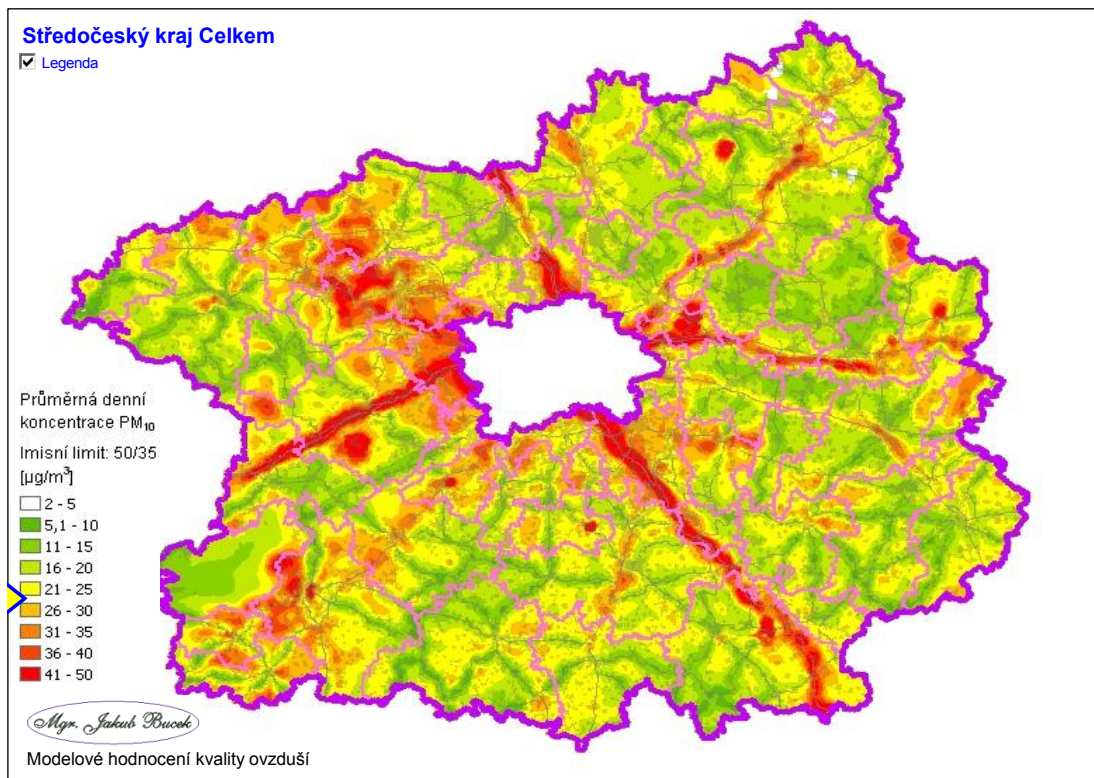 Středočeský kraj Celkem
Legenda
Průměrná denní
koncentrace PM₁₀
Imisní limit: 50/35
[µg/m³]
2 - 5
5,1 - 10
11 - 15
16 - 20
21 - 25
26 - 30
31 - 35
36 - 40
41 - 50
Mgr. Jakub Bucek
Modelové hodnocení kvality ovzduší